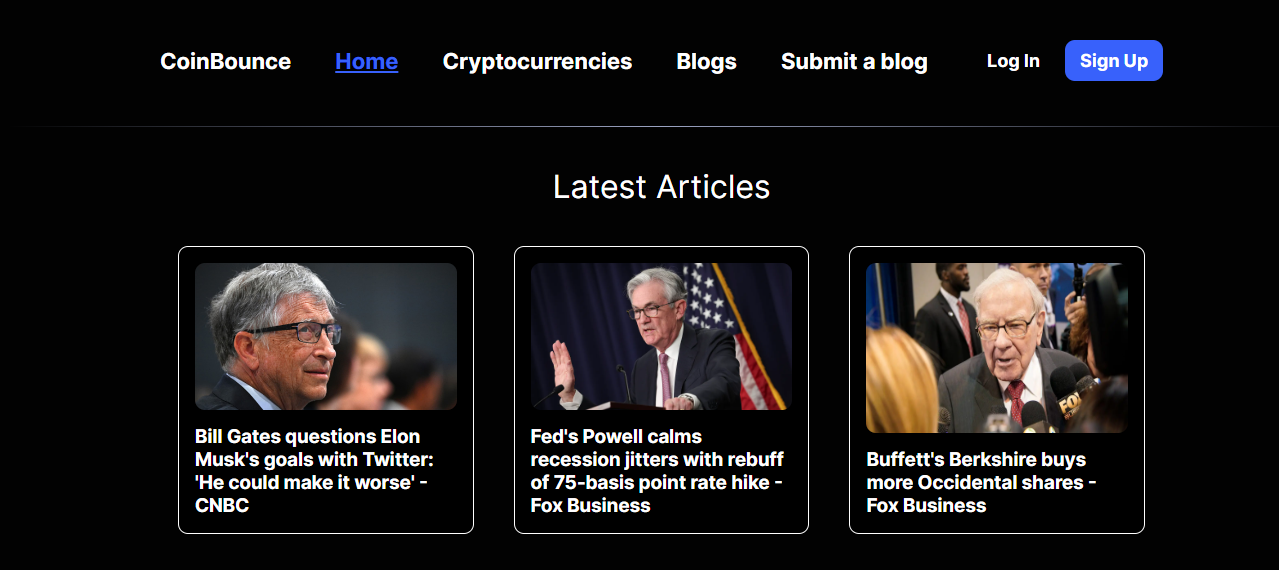 CoinBounce Home Cryptocurrencies Blogs Submit a blog Log In Sign Up
Latest Articles
Bill Gates questions Elon
Musk's goals with Twitter:
'He could make it worse' -
CNBC
Fed's Powell calms
recession jitters with rebuff
of 75-basis point rate hike -
Fox Business
FOX
Buffett's Berkshire buys
more Occidental shares -
Fox Business